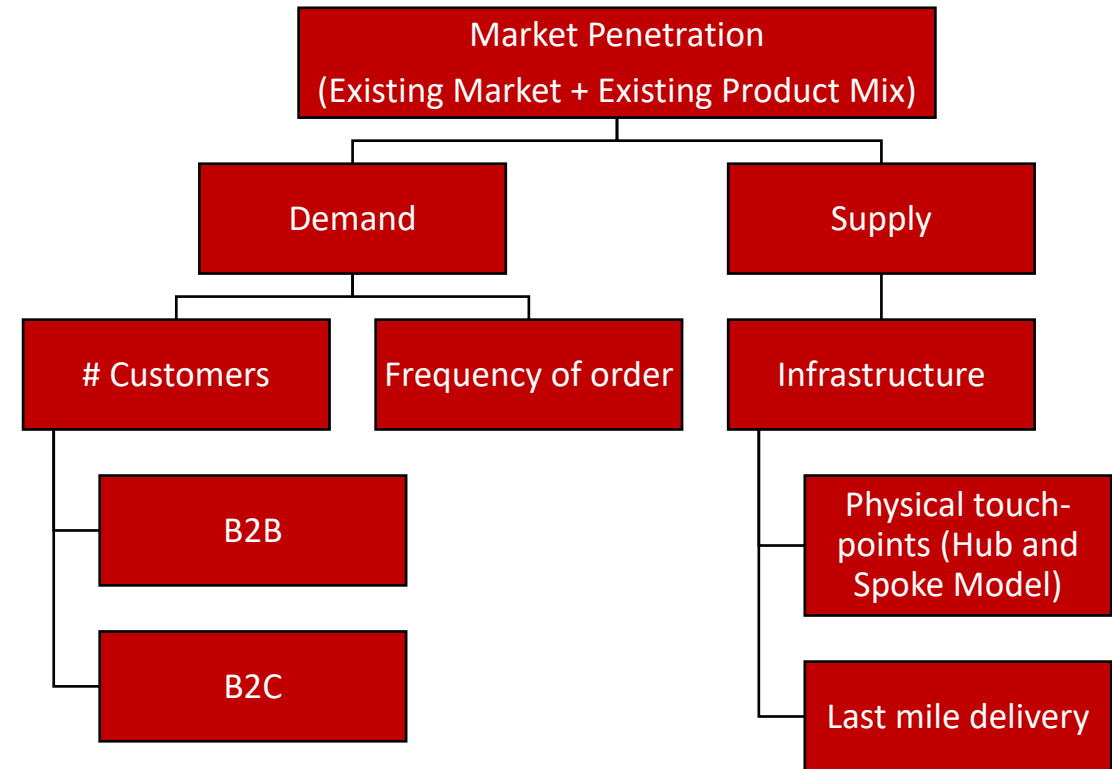 Market Penetration
(Existing Market + Existing Product Mix)
Demand
Supply
# Customers
Frequency of order
Infrastructure
B2B
B2C
Physical touch-
points (Hub and
Spoke Model)
Last mile delivery